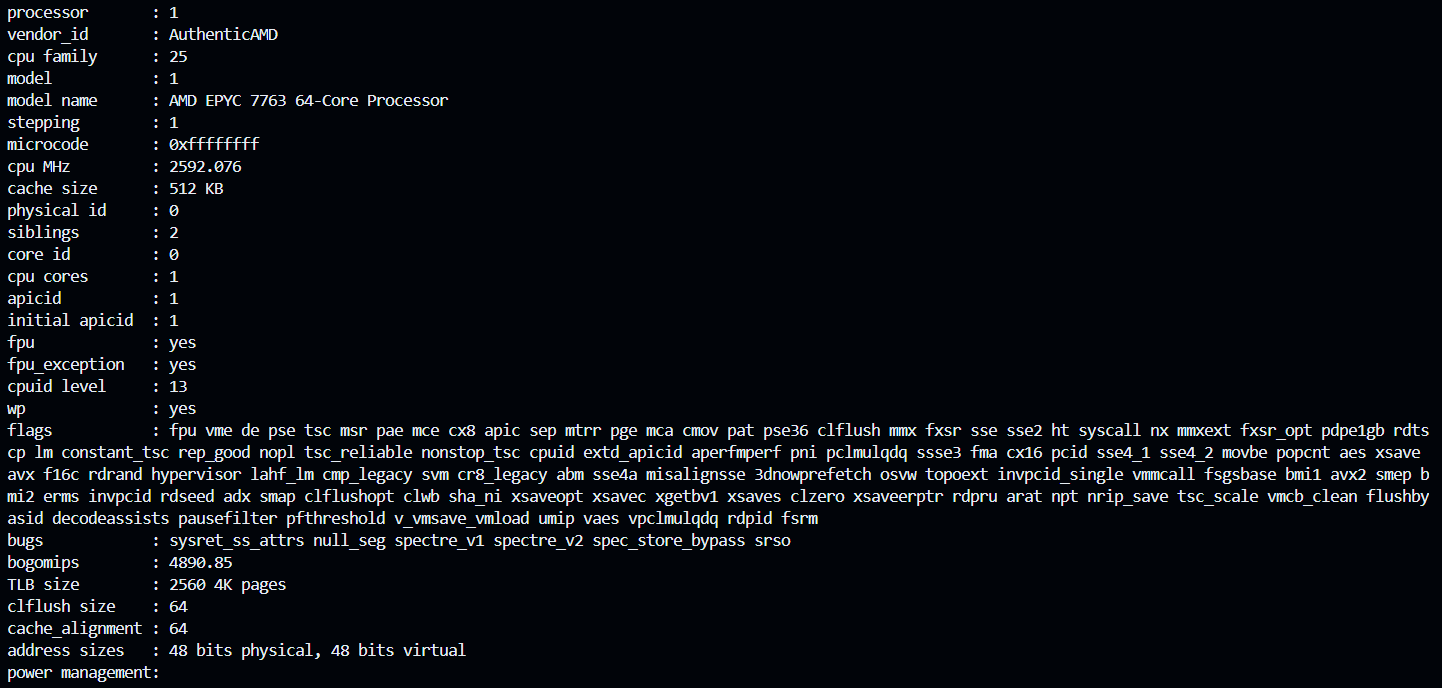 processor       : 1
vendor_id       : AuthenticAMD
cpu family      : 25
model           : 1
model name      : AMD EPYC 7763 64-Core Processor
stepping        : 1
microcode       : 0xffffffff
cpu MHz         : 2592.076
cache size      : 512 KB
physical id     : 0
siblings        : 2
core id         : 0
cpu cores       : 1
apicid          : 1
initial apicid  : 1
fpu             : yes
fpu_exception   : yes
cpuid level     : 13
wp              : yes
flags           : fpu vme de pse tsc msr pae mce cx8 apic sep mtrr pge mca cmov pat pse36 clflush mmx fxsr sse sse2 ht syscall nx mmxext fxsr_opt pdpe1gb rdts
cp lm constant_tsc rep_good nopl tsc_reliable nonstop_tsc cpuid extd_apicid aperfmperf pni pclmulqdq ssse3 fma cx16 pcid sse4_1 sse4_2 movbe popcnt aes xsave
avx f16c rdrand hypervisor lahf_lm cmp_legacy svm cr8_legacy abm sse4a misalignsse 3dnowprefetch osvw topoext invpcid_single vmmcall fsgsbase bmi1 avx2 smep b
mi2 erms invpcid rdseed adx smap clflushopt clwb sha_ni xsaveopt xsavec xgetbv1 xsaves clzero xsaveerptr rdpru arat npt nrip_save tsc_scale vmcb_clean flushby
asid decodeassists pausefilter pfthreshold v_vmsave_vmload umip vaes vpclmulqdq rdpid fsrm
bugs            : sysret_ss_attrs null_seg spectre_v1 spectre_v2 spec_store_bypass srso
bogomips        : 4890.85
TLB size        : 2560 4K pages
clflush size    : 64
cache_alignment : 64
address sizes   : 48 bits physical, 48 bits virtual
power management: